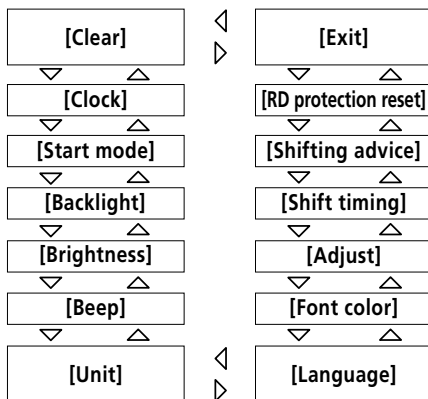 [Clear]
[Exit]
[Clock]
[RD protection reset]
[Start mode]
[Shifting advice]
[Backlight]
[Shift timing]
[Brightness]
[Adjust]
[Beep]
[Font color]
[Unit]
[Language]